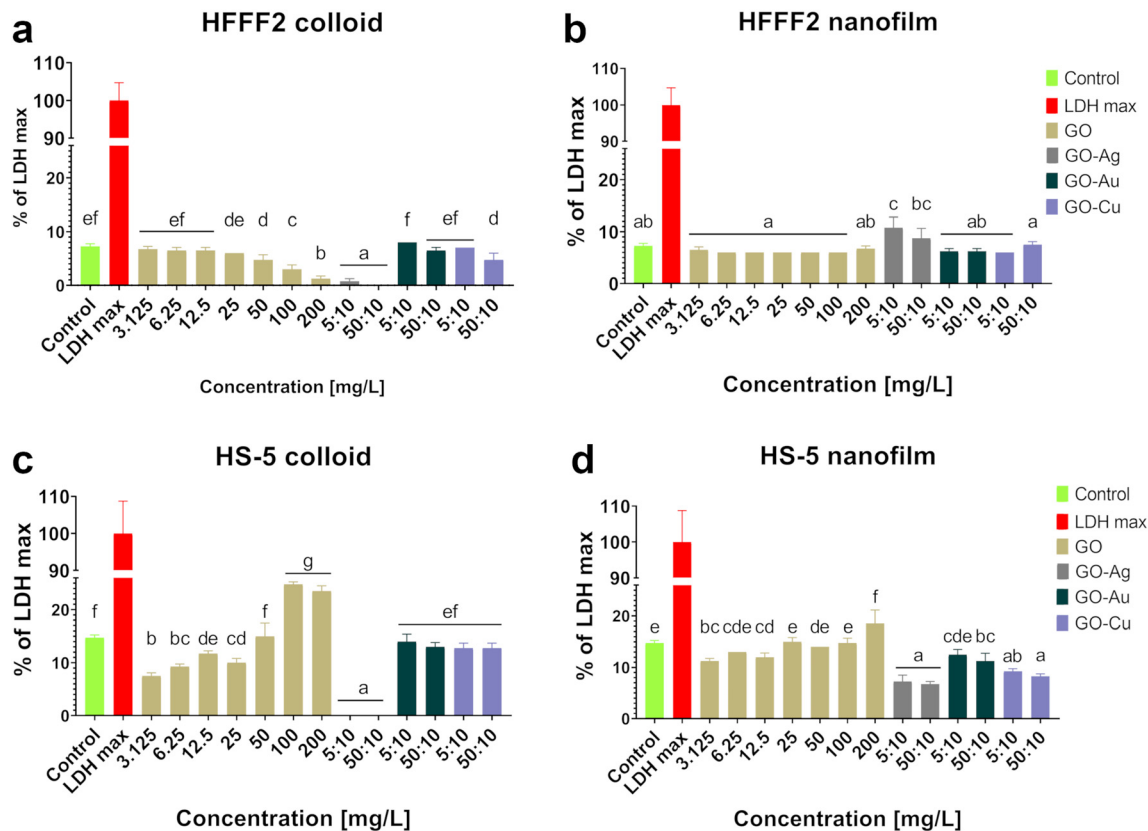 a
HFFF2 colloid
% of LDH max
110
100
90
20
10
0
ef
ef
de
d
c
b
a
f
ef
d
Control
LDH max
3.125
6.25
12.5
25
50
100
200
5:10
50:10
5:10
50:10
5:10
50:10
Concentration [mg/L]
b
HFFF2 nanofilm
% of LDH max
110
100
90
20
10
0
ab
a
ab
c
bc
ab
a
Control
LDH max
3.125
6.25
12.5
25
50
100
200
5:10
50:10
5:10
50:10
5:10
50:10
Concentration [mg/L]
Control
LDH max
GO
GO-Ag
GO-Au
GO-Cu
c
HS-5 colloid
% of LDH max
110
100
90
20
10
0
f
b
bc
de
cd
f
g
a
ef
Control
LDH max
3.125
6.25
12.5
25
50
100
200
5:10
50:10
5:10
50:10
5:10
50:10
Concentration [mg/L]
d
HS-5 nanofilm
% of LDH max
110
100
90
20
10
0
e
bc
cde
cd
e
de
e
f
a
cde
bc
ab
a
Control
LDH max
3.125
6.25
12.5
25
50
100
200
5:10
50:10
5:10
50:10
5:10
50:10
Concentration [mg/L]
Control
LDH max
GO
GO-Ag
GO-Au
GO-Cu